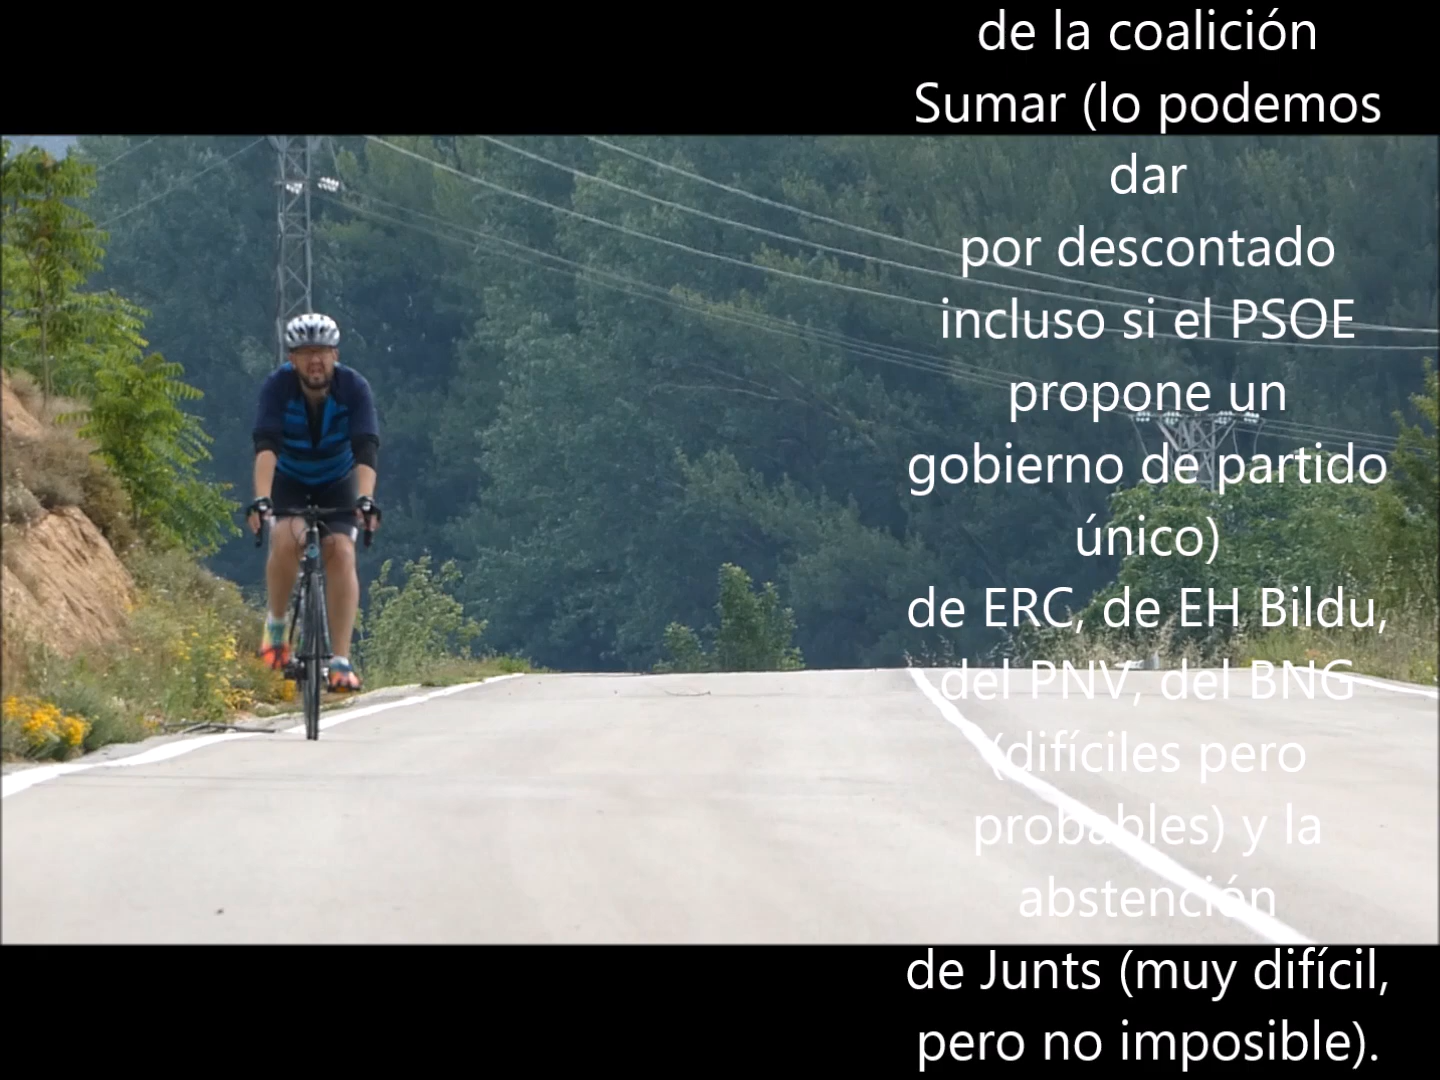 de la coalición
Sumar (lo podemos
dar
por descontado
incluso si el PSOE
propone un
gobierno de partido
único)
de ERC, de EH Bildu,
del PNV, del BNG
(difíciles pero
probables) y la
abstención
de Junts (muy difícil,
pero no imposible).